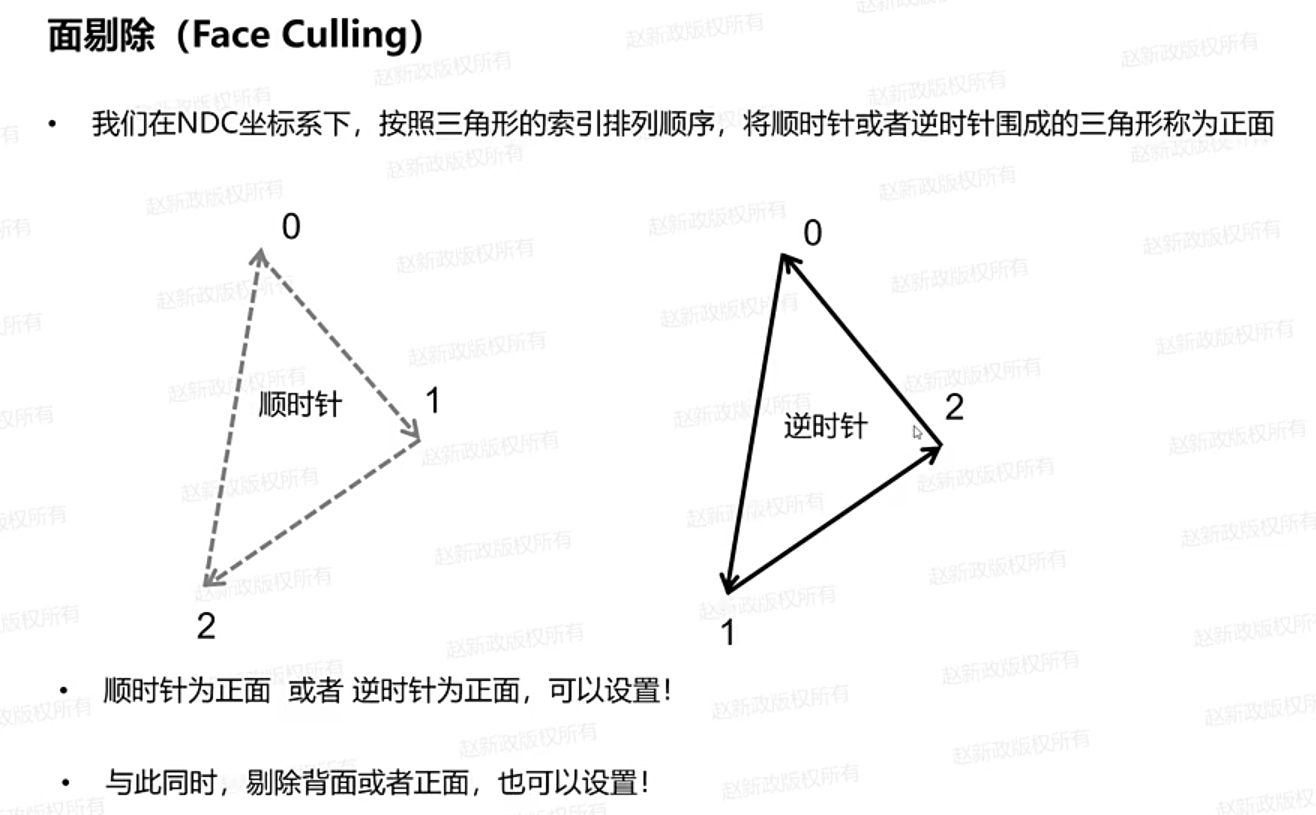 面剔除（Face Culling）
• 我们在NDC坐标系下，按照三角形的索引排列顺序，将顺时针或者逆时针围成的三角形称为正面
0
0
1
2
顺时针
逆时针
2
1
• 顺时针为正面 或者 逆时针为正面，可以设置！
• 与此同时，剔除背面或者正面，也可以设置！
赵新政版权所有